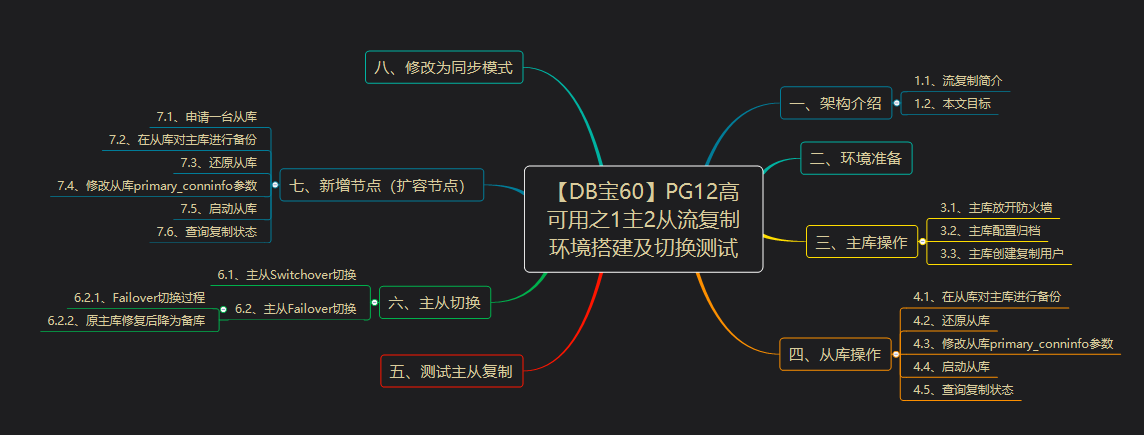 【DB宝60】PG12高
可用之1主2从流复制
环境搭建及切换测试
一、架构介绍
1.1、流复制简介
1.2、本文目标
二、环境准备
三、主库操作
3.1、主库放开防火墙
3.2、主库配置归档
3.3、主库创建复制用户
四、从库操作
4.1、在从库对主库进行备份
4.2、还原从库
4.3、修改从库primary_conninfo参数
4.4、启动从库
4.5、查询复制状态
五、测试主从复制
六、主从切换
6.1、主从Switchover切换
6.2、主从Failover切换
6.2.1、Failover切换过程
6.2.2、原主库修复后降为备库
七、新增节点（扩容节点）
7.1、申请一台从库
7.2、在从库对主库进行备份
7.3、还原从库
7.4、修改从库primary_conninfo参数
7.5、启动从库
7.6、查询复制状态
八、修改为同步模式